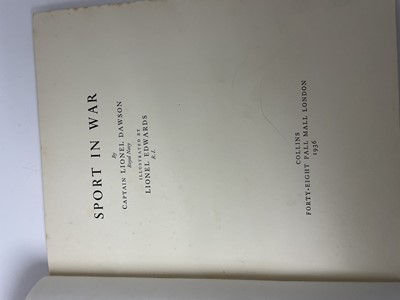 SPORT IN WAR
By
CAPTAIN LIONEL DAWSON
Royal Navy
ILLUSTRATED BY
LIONEL EDWARDS
R.I.
COLLINS
FORTY-EIGHT PALL MALL LONDON
1936